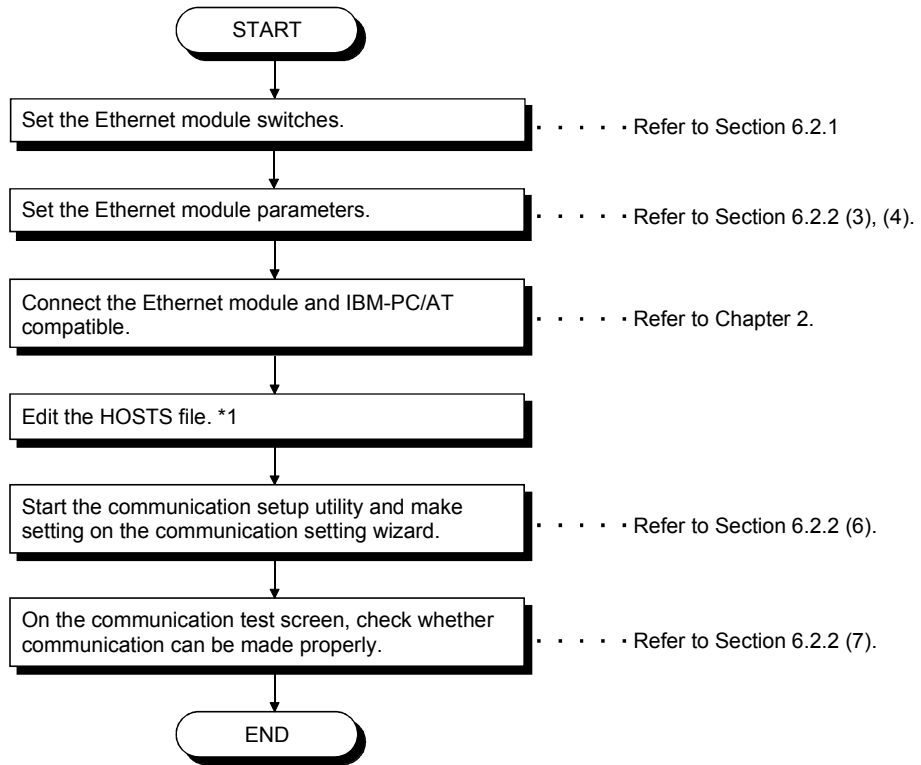 START
Set the Ethernet module switches.
· · · · · Refer to Section 6.2.1
Set the Ethernet module parameters.
· · · · · Refer to Section 6.2.2 (3), (4).
Connect the Ethernet module and IBM-PC/AT
compatible.
· · · · · Refer to Chapter 2.
Edit the HOSTS file. *1
Start the communication setup utility and make
setting on the communication setting wizard.
· · · · · Refer to Section 6.2.2 (6).
On the communication test screen, check whether
communication can be made properly.
· · · · · Refer to Section 6.2.2 (7).
END